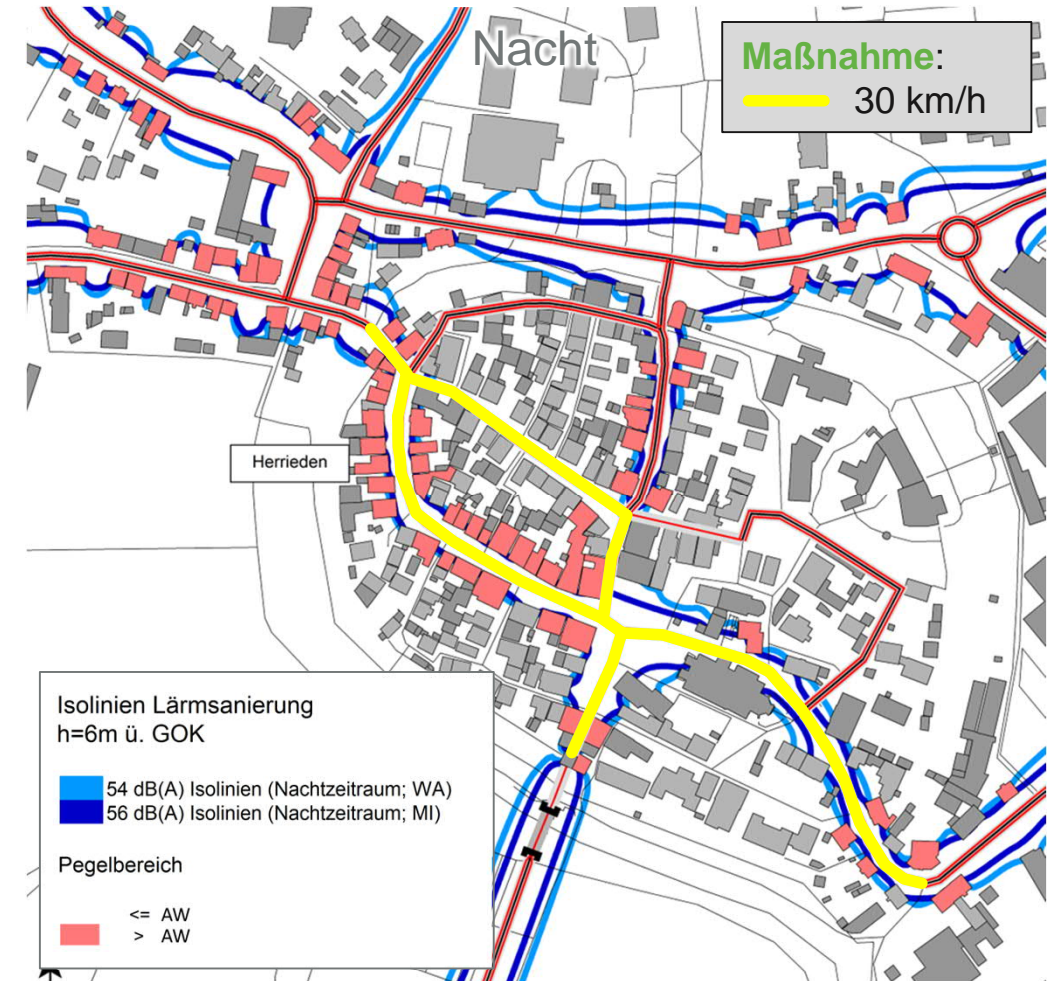 Nacht
Maßnahme:
30 km/h
Herrieden
Isolinien Lärmsanierung
h=6m ü. GOK
54 dB(A) Isolinien (Nachtzeitraum; WA)
56 dB(A) Isolinien (Nachtzeitraum; MI)
Pegelbereich
<= AW
> AW